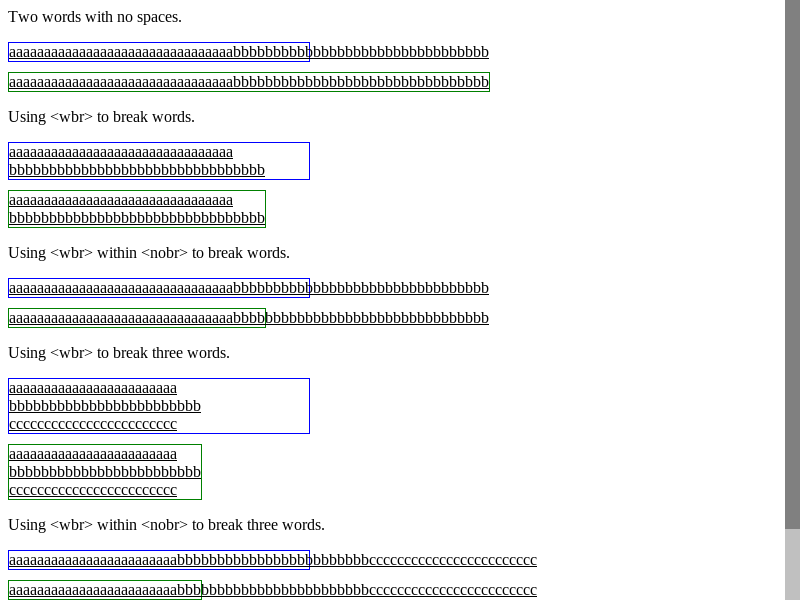 Two words with no spaces.
aaaaaaaaaaaaaaaaaaaaaaaaaaaaaaaabbbbbbbbbbbbbbbbbbbbbbbbbbbbbbbb
aaaaaaaaaaaaaaaaaaaaaaaaaaaaaaaabbbbbbbbbbbbbbbbbbbbbbbbbbbbbbbb
Using <wbr> to break words.
aaaaaaaaaaaaaaaaaaaaaaaaaaaaaaaa
bbbbbbbbbbbbbbbbbbbbbbbbbbbbbbbb
aaaaaaaaaaaaaaaaaaaaaaaaaaaaaaaa
bbbbbbbbbbbbbbbbbbbbbbbbbbbbbbbb
Using <wbr> within <nobr> to break words.
aaaaaaaaaaaaaaaaaaaaaaaaaaaaaaaabbbbbbbbbbbbbbbbbbbbbbbbbbbbbbbb
aaaaaaaaaaaaaaaaaaaaaaaaaaaaaaaabbbbbbbbbbbbbbbbbbbbbbbbbbbbbbbb
Using <wbr> to break three words.
aaaaaaaaaaaaaaaaaaaaaaaa
bbbbbbbbbbbbbbbbbbbbbbbb
cccccccccccccccccccccccc
aaaaaaaaaaaaaaaaaaaaaaaa
bbbbbbbbbbbbbbbbbbbbbbbb
cccccccccccccccccccccccc
Using <wbr> within <nobr> to break three words.
aaaaaaaaaaaaaaaaaaaaaaaabbbbbbbbbbbbbbbbbbbbbbbbcccccccccccccccccccccccc
aaaaaaaaaaaaaaaaaaaaaaaabbbbbbbbbbbbbbbbbbbbbbbbcccccccccccccccccccccccc